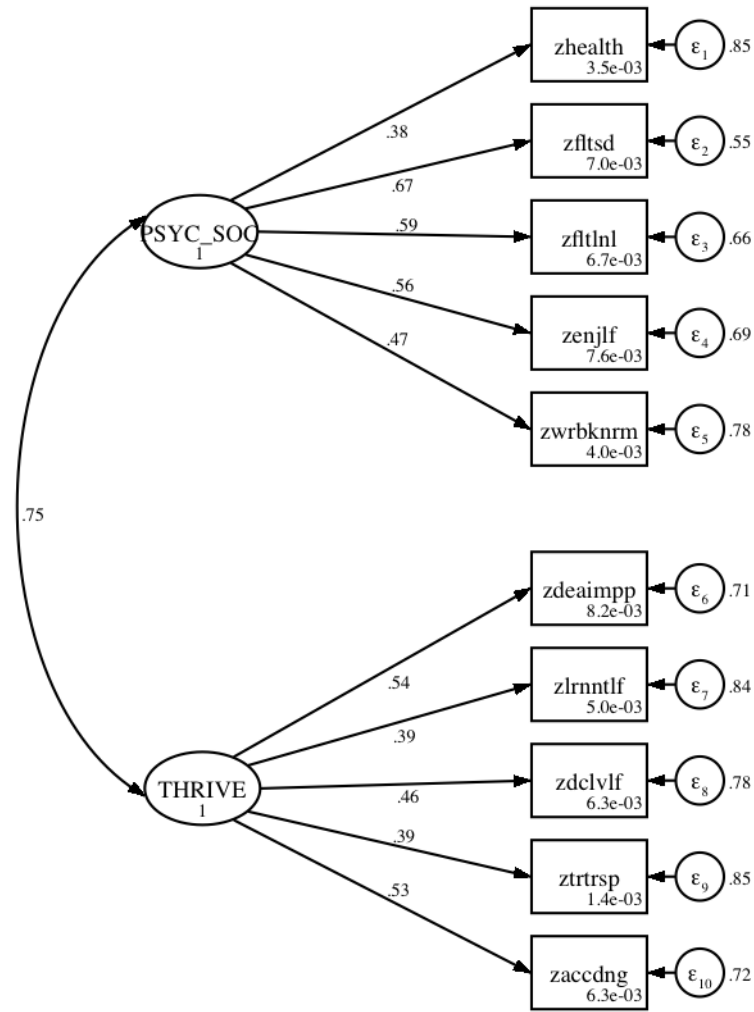 zhealth
3.5e-03
ε1
.85
.38
zfltsd
7.0e-03
ε2
.55
.67
PSYC_SOC
1
.59
zfltlnl
6.7e-03
ε3
.66
.56
zenjlf
7.6e-03
ε4
.69
.47
zwrbknrm
4.0e-03
ε5
.78
.75
zdeaimpp
8.2e-03
ε6
.71
.54
zlrnntlf
5.0e-03
ε7
.84
.39
THRIVE
1
.46
zdclvlf
6.3e-03
ε8
.78
.39
ztrtrsp
1.4e-03
ε9
.85
.53
zaccdng
6.3e-03
ε10
.72